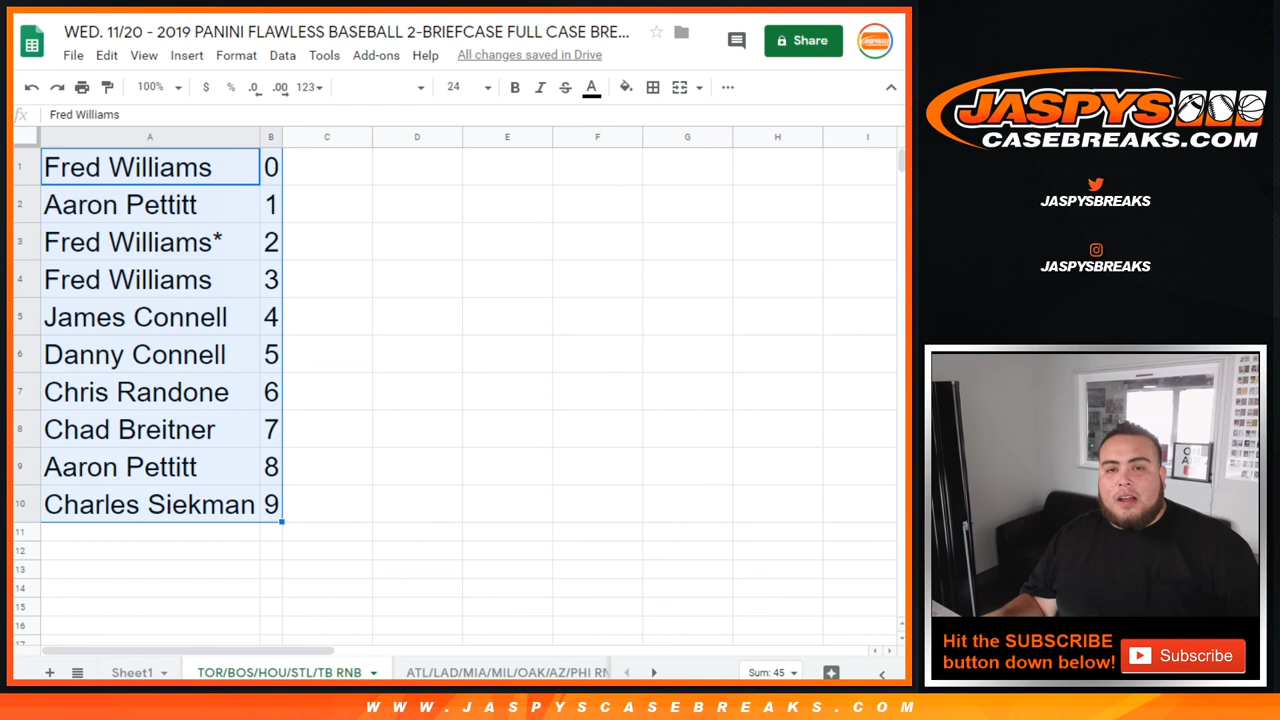 WED. 11/20 - 2019 PANINI FLAWLESS BASEBALL 2-BRIEFCASE FULL CASE BRE...
Share
File Edit View Insert Format Data Tools Add-ons Help All changes saved in Drive
100% $ % .0 .00 123 24 B I S A
fx Fred Williams
A B C D E F G H I
1 Fred Williams 0
2 Aaron Pettitt 1
3 Fred Williams* 2
4 Fred Williams 3
5 James Connell 4
6 Danny Connell 5
7 Chris Randone 6
8 Chad Breitner 7
9 Aaron Pettitt 8
10 Charles Siekman 9
11
12
13
14
15
16
17
Sheet1 TOR/BOS/HOU/STL/TB RNB ATL/LAD/MIA/MIL/OAK/AZ/PHI RN Sum: 45
JASPYS
CASEBREAKS.COM
JASPYSBREAKS
JASPYSBREAKS
ON
Hit the SUBSCRIBE
button down below!
Subscribe
WWW.JASPYSCASEBREAKS.COM